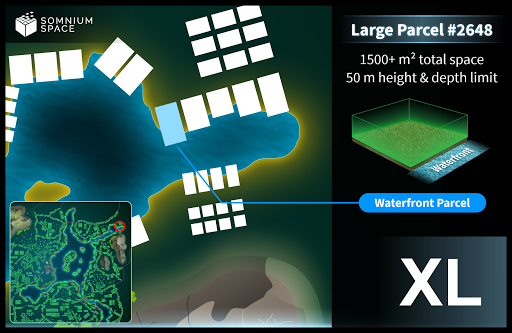 SOMNIUM
SPACE
Large Parcel #2648
1500+ m² total space
50 m height & depth limit
Waterfront
Waterfront Parcel
XL